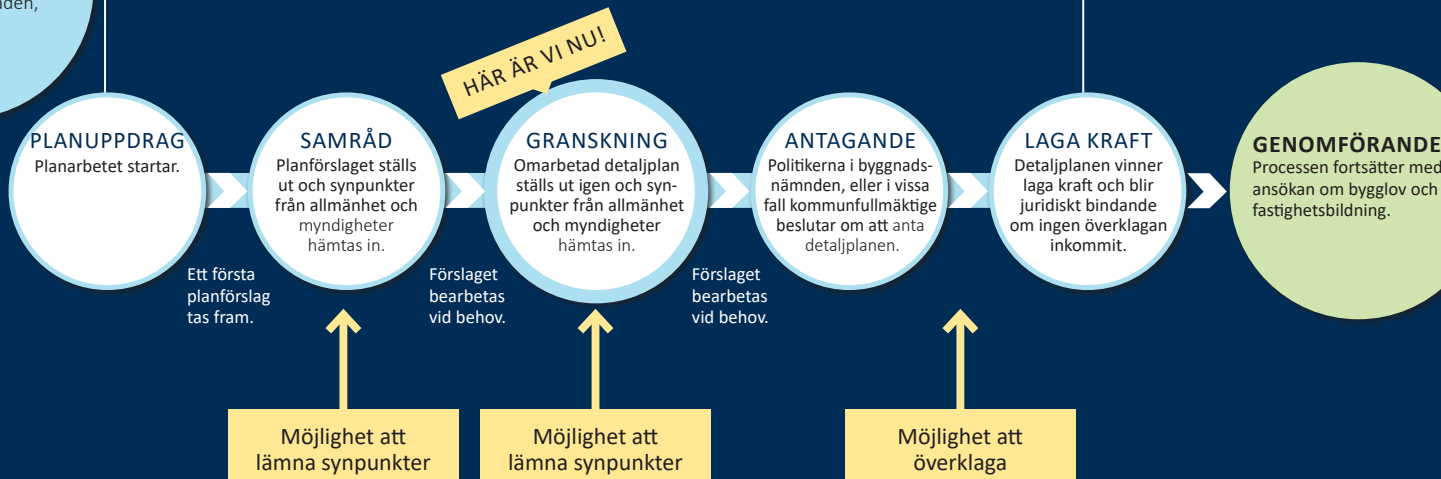 aden,
HÄR ÄR VI NU!
PLANUPPDRAG
Planarbetet startar.
SAMRÅD
Planförslaget ställs
ut och synpunkter
från allmänhet och
myndigheter
hämtas in.
GRANSKNING
Omarbetad detaljplan
ställs ut igen och syn-
punkter från allmänhet
och myndigheter
hämtas in.
ANTAGANDE
Politikerna i byggnads-
nämnden, eller i vissa
fall kommunfullmäktige
beslutar om att anta
detaljplanen.
LAGA KRAFT
Detaljplanen vinner
laga kraft och blir
juridiskt bindande
om ingen överklagan
inkommit.
GENOMFÖRANDE
Processen fortsätter med
ansökan om bygglov och
fastighetsbildning.
Ett första
planförslag
tas fram.
Förslaget
bearbetas
vid behov.
Förslaget
bearbetas
vid behov.
Möjlighet att
lämna synpunkter
Möjlighet att
lämna synpunkter
Möjlighet att
överklaga